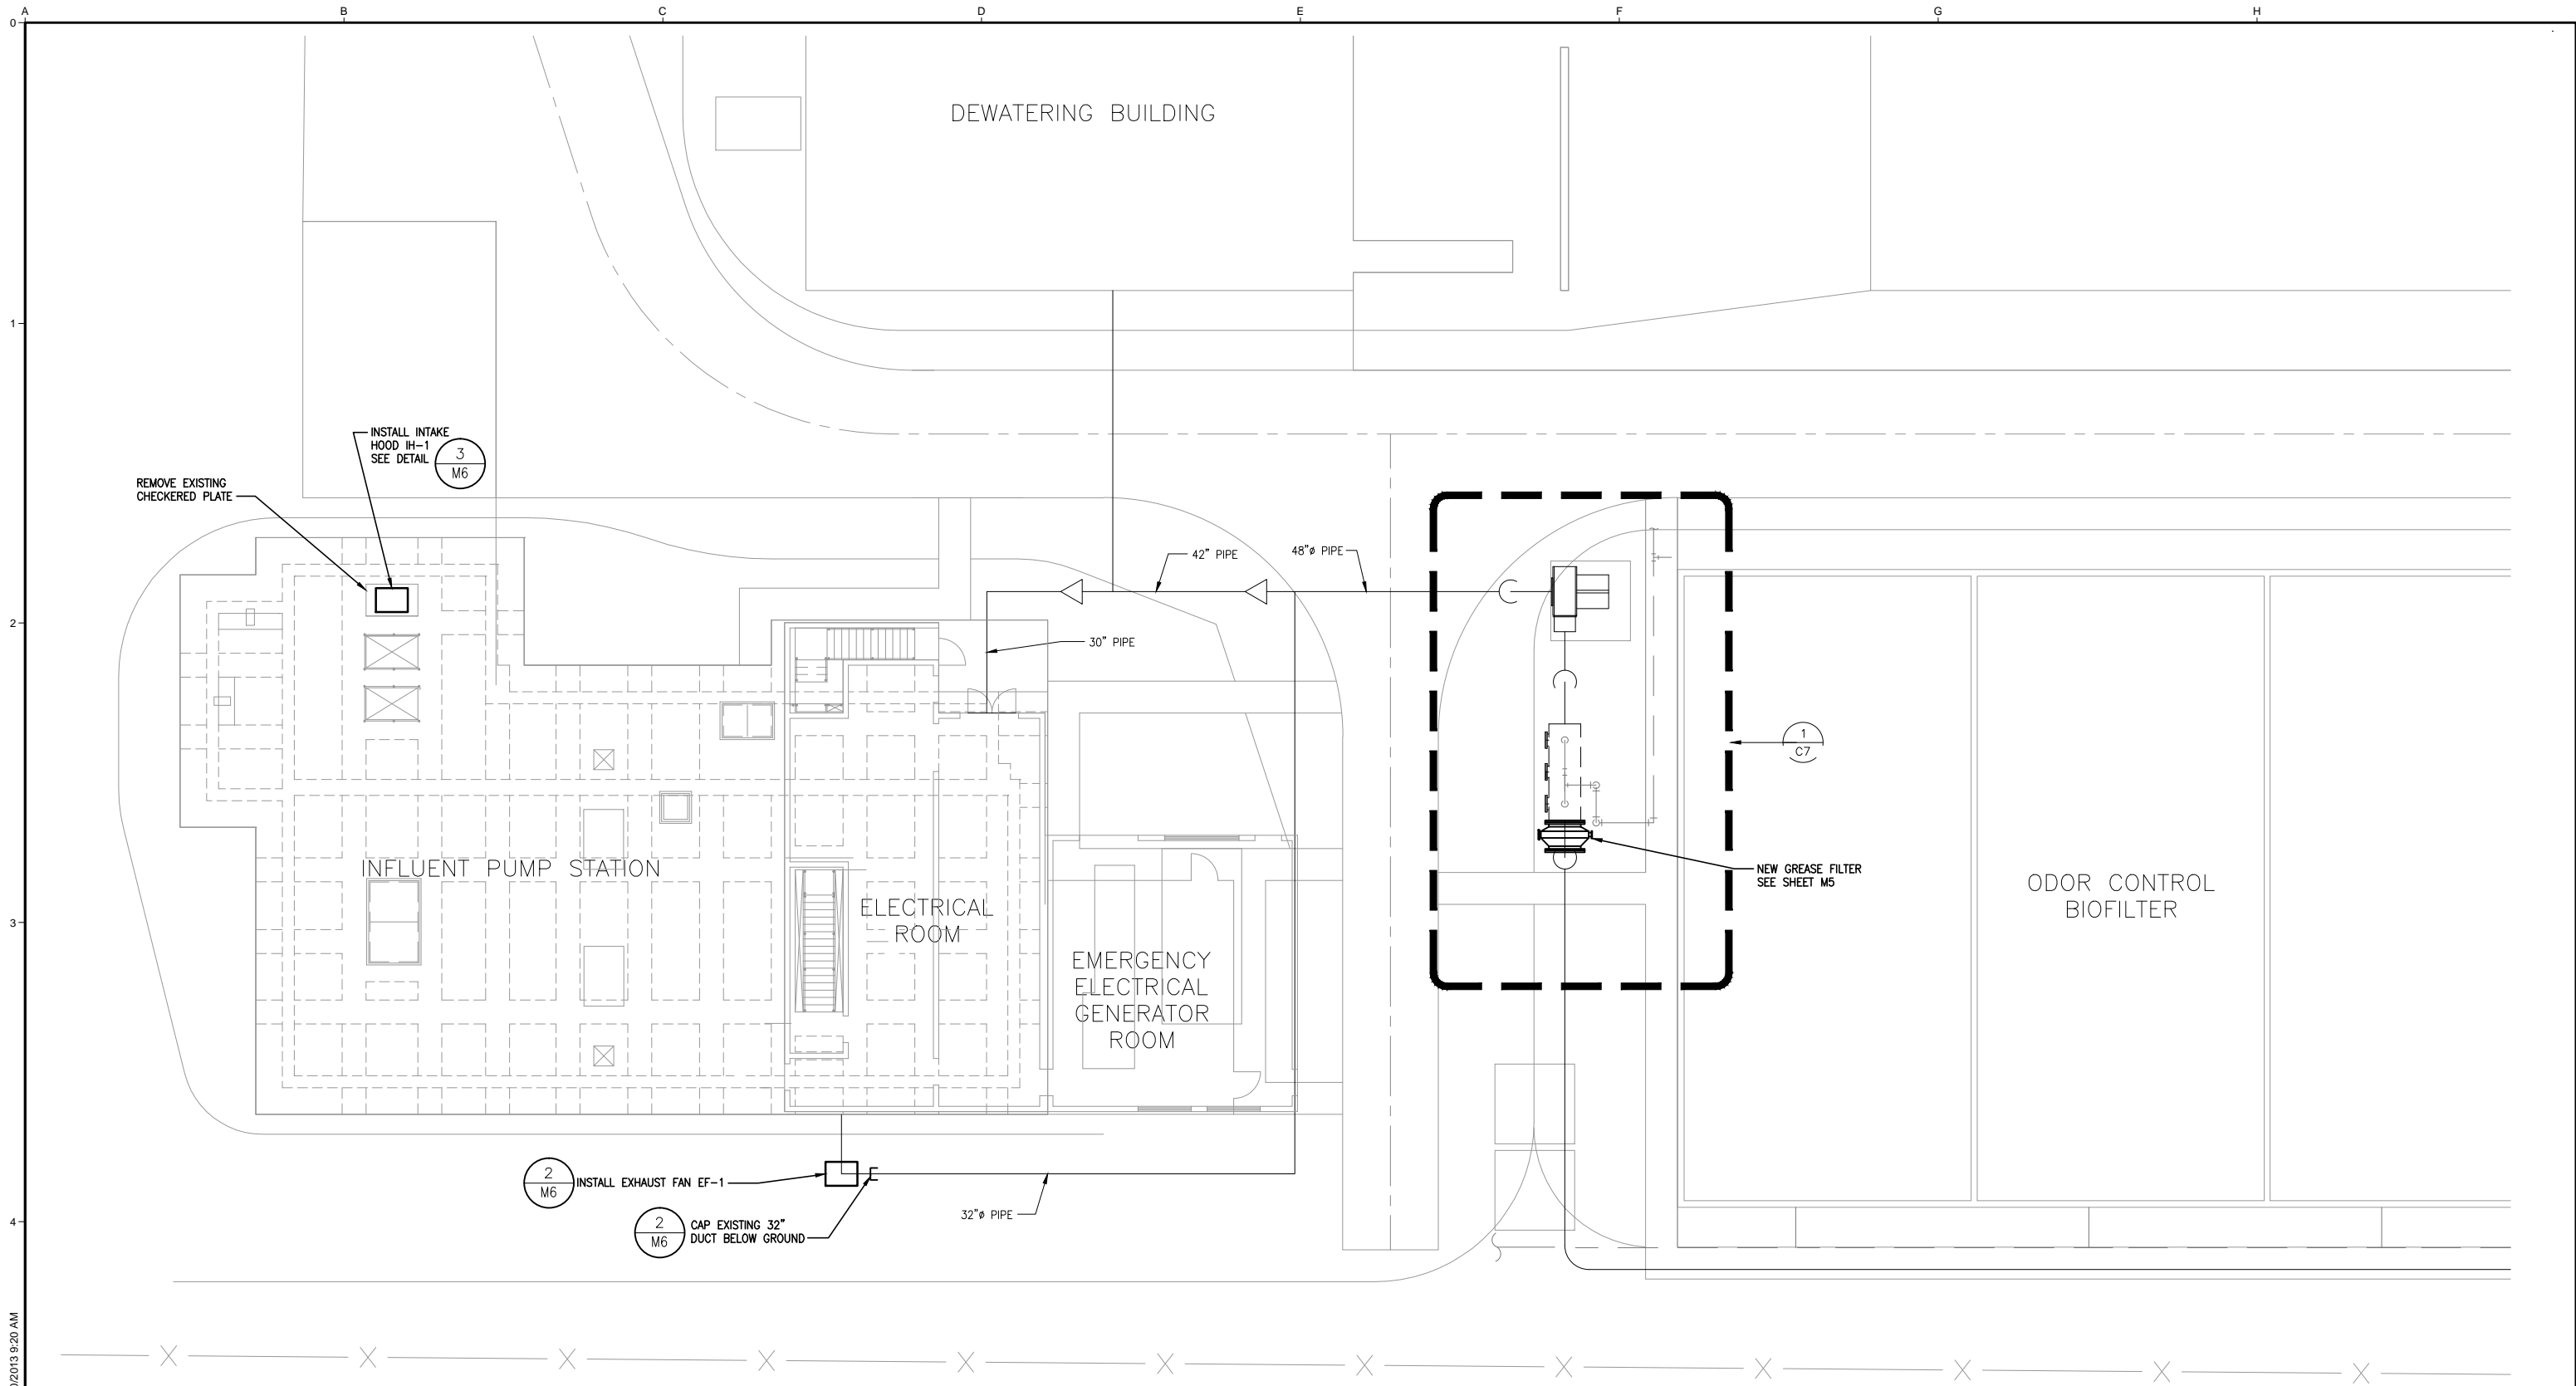 A
B
C
D
E
F
G
H
0
DEWATERING BUILDING
1
INSTALL INTAKE
HOOD IH-1
SEE DETAIL
3
M6
REMOVE EXISTING
CHECKERED PLATE
42" PIPE
48"ø PIPE
2
30" PIPE
1
C7
INFLUENT PUMP STATION
NEW GREASE FILTER
SEE SHEET M5
ODOR CONTROL
BIOFILTER
ELECTRICAL
ROOM
3
EMERGENCY
ELECTRICAL
GENERATOR
ROOM
2
M6
INSTALL EXHAUST FAN EF-1
2
M6
CAP EXISTING 32"
DUCT BELOW GROUND
32"ø PIPE
4
0/2013 9:20 AM